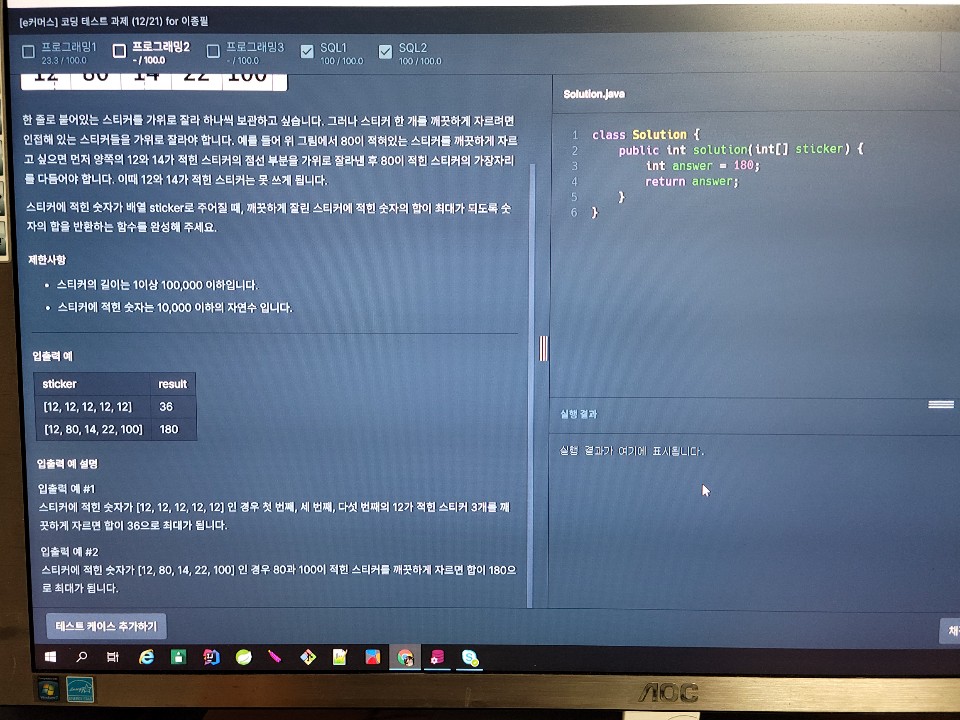 [e커머스] 코딩 테스트 과제 (12/21) for 이종필
프로그래밍1
23.3 / 100.0
프로그래밍2
- / 100.0
프로그래밍3
- / 100.0
SQL1
100 / 100.0
SQL2
100 / 100.0
12 80 14 22 100
한 줄로 붙어있는 스티커를 가위로 잘라 하나씩 보관하고 싶습니다. 그러나 스티커 한 개를 깨끗하게 자르려면
인접해 있는 스티커들을 가위로 잘라야 합니다. 예를 들어 위 그림에서 80이 적혀있는 스티커를 깨끗하게 자르
고 싶으면 먼저 양쪽의 12와 14가 적힌 스티커의 점선 부분을 가위로 잘라낸 후 80이 적힌 스티커의 가장자리
를 다듬어야 합니다. 이때 12와 14가 적힌 스티커는 못 쓰게 됩니다.
스티커에 적힌 숫자가 배열 sticker로 주어질 때, 깨끗하게 잘린 스티커에 적힌 숫자의 합이 최대가 되도록 숫
자의 합을 반환하는 함수를 완성해 주세요.
제한사항
• 스티커의 길이는 1이상 100,000 이하입니다.
• 스티커에 적힌 숫자는 10,000 이하의 자연수 입니다.
입출력 예
sticker result
[12, 12, 12, 12, 12] 36
[12, 80, 14, 22, 100] 180
입출력 예 설명
입출력 예 #1
스티커에 적힌 숫자가 [12, 12, 12, 12, 12] 인 경우 첫 번째, 세 번째, 다섯 번째의 12가 적힌 스티커 3개를 깨
끗하게 자르면 합이 36으로 최대가 됩니다.
입출력 예 #2
스티커에 적힌 숫자가 [12, 80, 14, 22, 100] 인 경우 80과 100이 적힌 스티커를 깨끗하게 자르면 합이 180으
로 최대가 됩니다.
테스트 케이스 추가하기
Solution.java
1 class Solution {
2 public int solution(int[] sticker) {
3 int answer = 180;
4 return answer;
5 }
6 }
실행 결과
실행 결과가 여기에 표시됩니다.
채
AOC